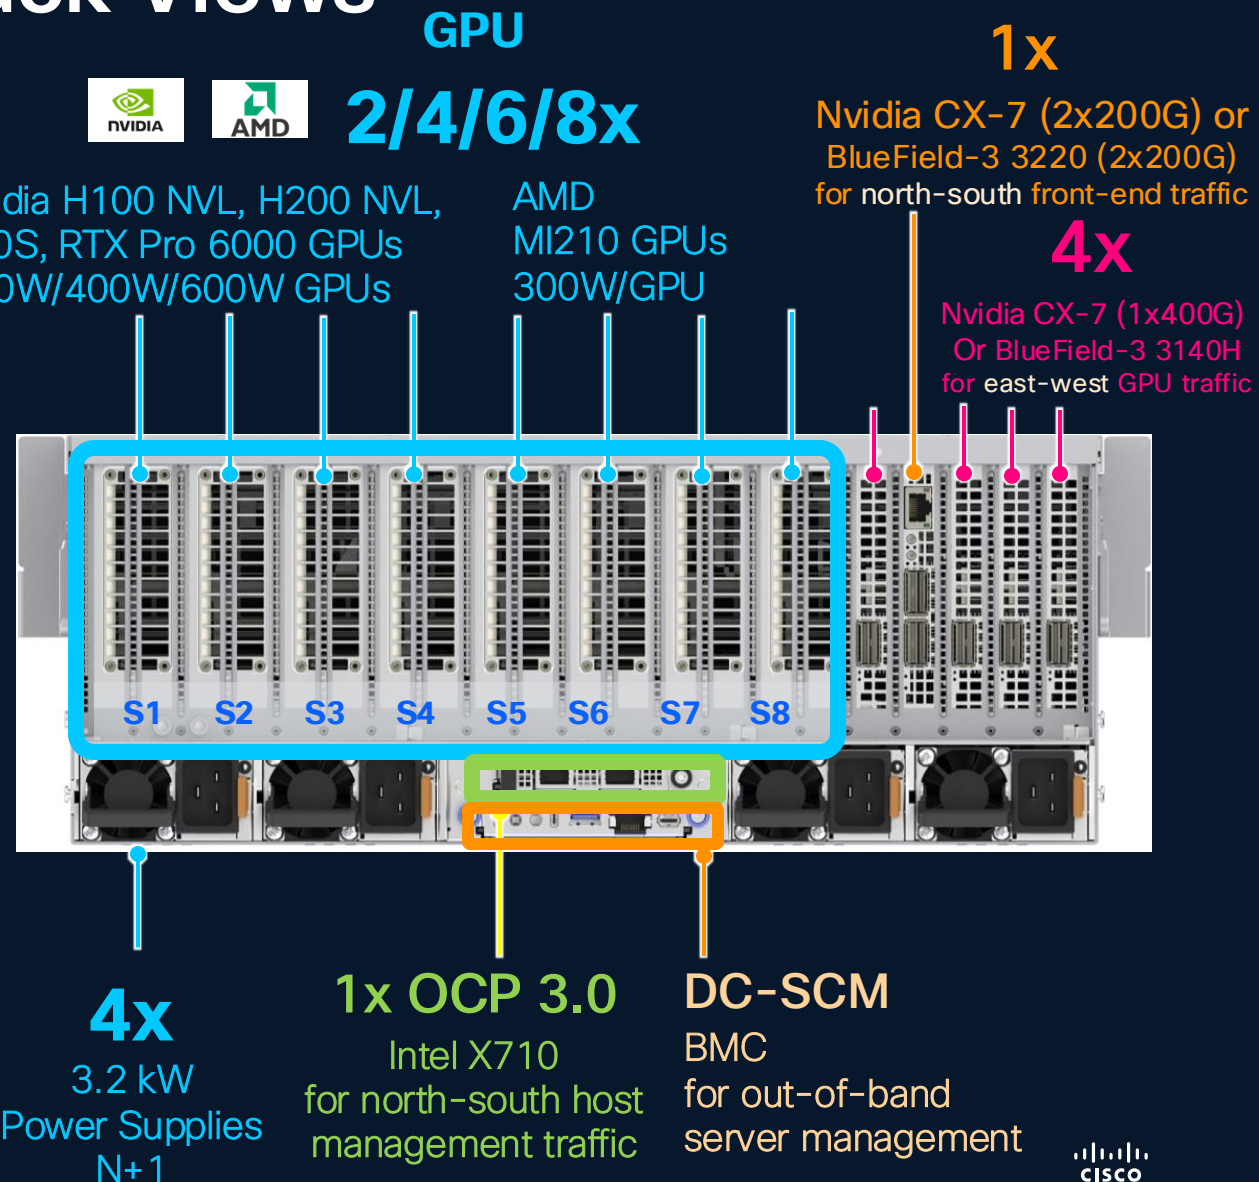 GPU
NVIDIA
AMD
2/4/6/8x
H100 NVL, H200 NVL,
RTX Pro 6000 GPUs
GPUs
AMD
MI210 GPUs
300W/GPU
1x
Nvidia CX-7 (2x200G) or
BlueField-3 3220 (2x200G)
for north-south front-end traffic
4x
Nvidia CX-7 (1x400G)
Or BlueField-3 3140H
for east-west GPU traffic
S1 S2 S3 S4 S5 S6 S7 S8
4x
3.2 kW
Power Supplies
N+1
1x OCP 3.0
Intel X710
for north-south host
management traffic
DC-SCM
BMC
for out-of-band
server management
cisco